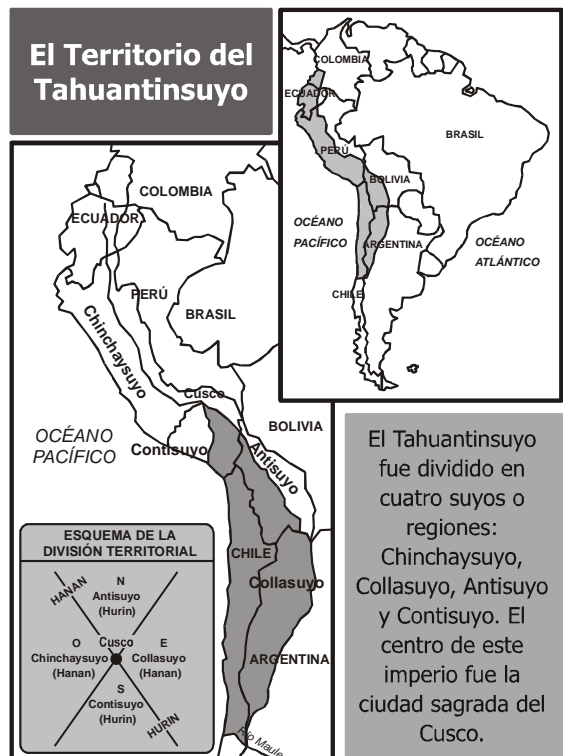 El Territorio del
Tahuantinsuyo
COLOMBIA
ECUADOR
BRASIL
PERÚ
BOLIVIA
OCÉANO
PACÍFICO
ARGENTINA
OCÉANO
ATLÁNTICO
CHILE
COLOMBIA
ECUADOR
PERÚ
BRASIL
Chinchaysuyo
Cusco
BOLIVIA
OCÉANO
PACÍFICO
Contisuyo
Antisuyo
CHILE
Collasuyo
ARGENTINA
Río Maule
ESQUEMA DE LA
DIVISIÓN TERRITORIAL
HANAN
N
Antisuyo
(Hurin)
O
Cusco
E
Chinchaysuyo
(Hanan)
Collasuyo
(Hanan)
S
Contisuyo
(Hurin)
HURIN
El Tahuantinsuyo
fue dividido en
cuatro suyos o
regiones:
Chinchaysuyo,
Collasuyo, Antisuyo
y Contisuyo. El
centro de este
imperio fue la
ciudad sagrada del
Cusco.